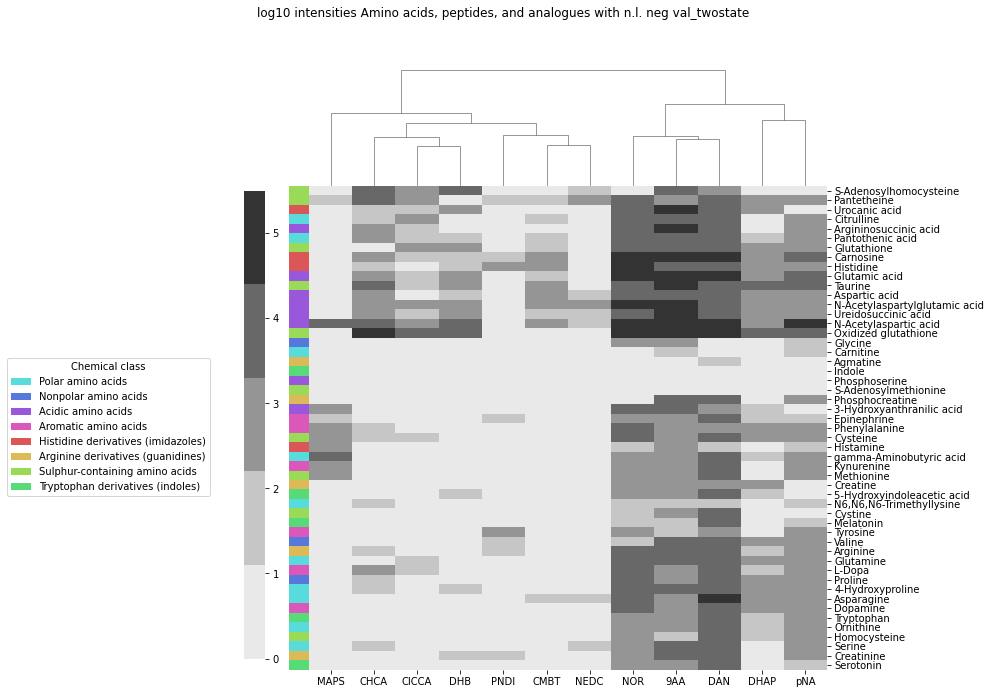 log10 intensities Amino acids, peptides, and analogues with n.l. neg val_twostate
S-Adenosylhomocysteine
Pantetheine
Urocanic acid
Citrulline
Argininosuccinic acid
Pantothenic acid
Glutathione
Carnosine
Histidine
Glutamic acid
Taurine
Aspartic acid
N-Acetylaspartylglutamic acid
Ureidosuccinic acid
N-Acetylaspartic acid
Oxidized glutathione
Glycine
Carnitine
Agmatine
Indole
Phosphoserine
S-Adenosylmethionine
Phosphocreatine
3-Hydroxyanthranilic acid
Epinephrine
Phenylalanine
Cysteine
Histamine
gamma-Aminobutyric acid
Kynurenine
Methionine
Creatine
5-Hydroxyindoleacetic acid
N6,N6,N6-Trimethyllysine
Cystine
Melatonin
Tyrosine
Valine
Arginine
Glutamine
L-Dopa
Proline
4-Hydroxyproline
Asparagine
Dopamine
Tryptophan
Ornithine
Homocysteine
Serine
Creatinine
Serotonin
5
4
3
2
1
0
Chemical class
Polar amino acids
Nonpolar amino acids
Acidic amino acids
Aromatic amino acids
Histidine derivatives (imidazoles)
Arginine derivatives (guanidines)
Sulphur-containing amino acids
Tryptophan derivatives (indoles)
MAPS CHCA ClCCA DHB PNDI CMBT NEDC NOR 9AA DAN DHAP pNA